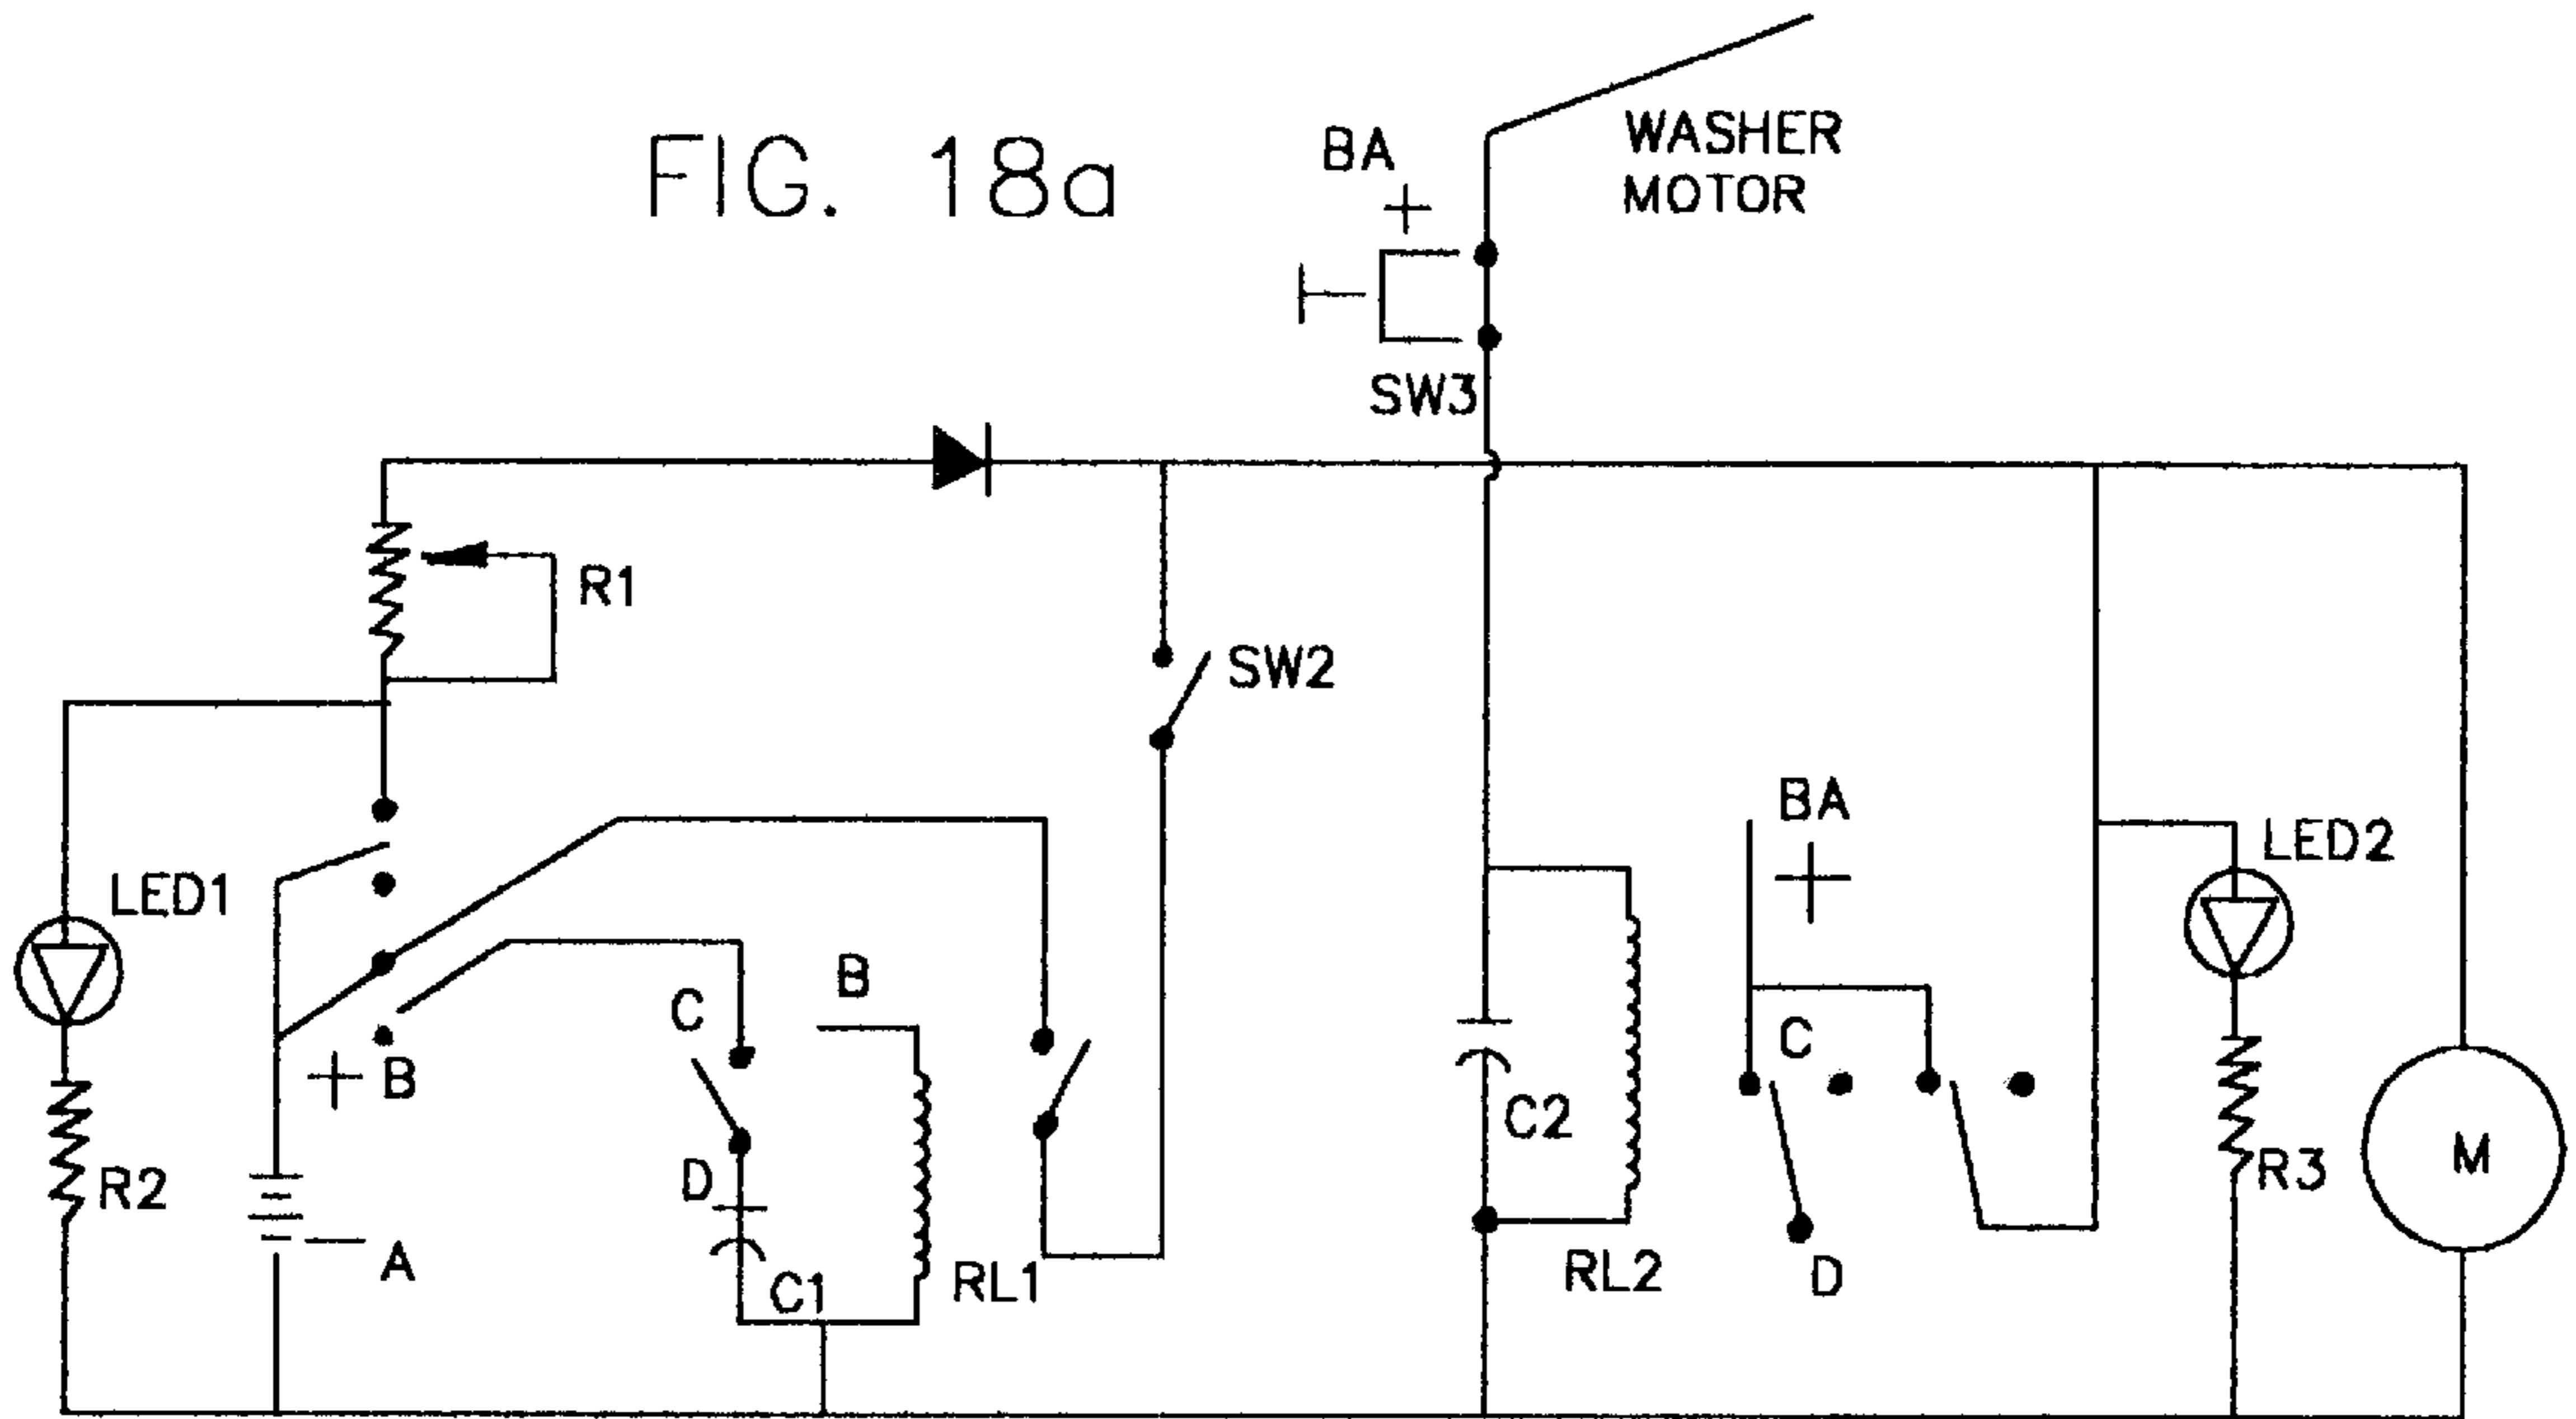 FIG. 18a
BA
+
WASHER
MOTOR
SW3
R1
SW2
LED1
BA
+
LED2
C
B
+ B
C
D
C2
R2
R3
M
A
C1
RL1
RL2
D